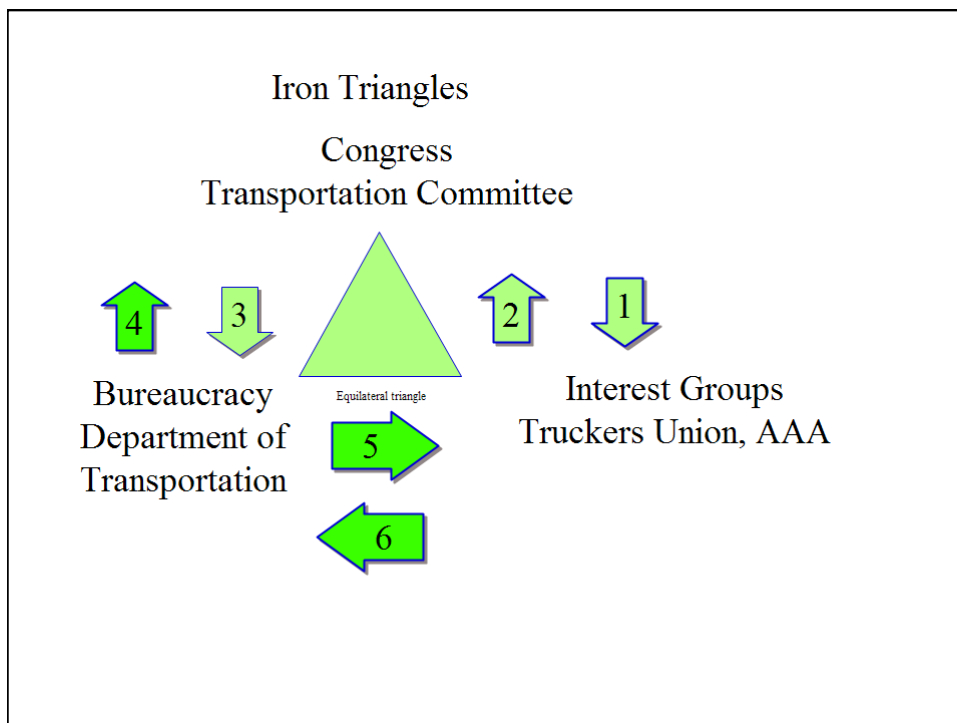 Iron Triangles
Congress
Transportation Committee
4
3
2
1
Bureaucracy
Department of
Transportation
Equilateral triangle
5
6
Interest Groups
Truckers Union, AAA